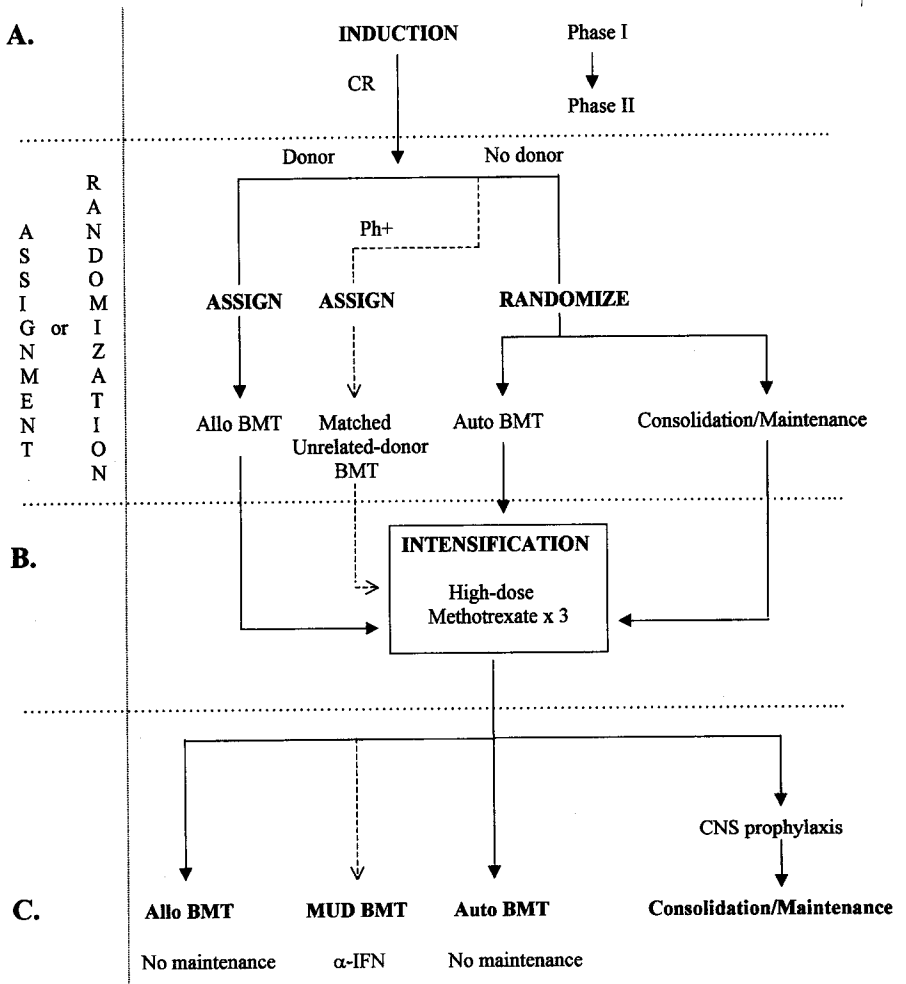 A.
INDUCTION
Phase I
CR
Phase II
Donor
No donor
ASSIGNMENT
or
RANDOMIZATION
Ph+
ASSIGN
ASSIGN
RANDOMIZE
Allo BMT
Matched
Unrelated-donor
BMT
Auto BMT
Consolidation/Maintenance
B.
INTENSIFICATION
High-dose
Methotrexate x 3
CNS prophylaxis
C.
Allo BMT
MUD BMT
Auto BMT
Consolidation/Maintenance
No maintenance
α-IFN
No maintenance